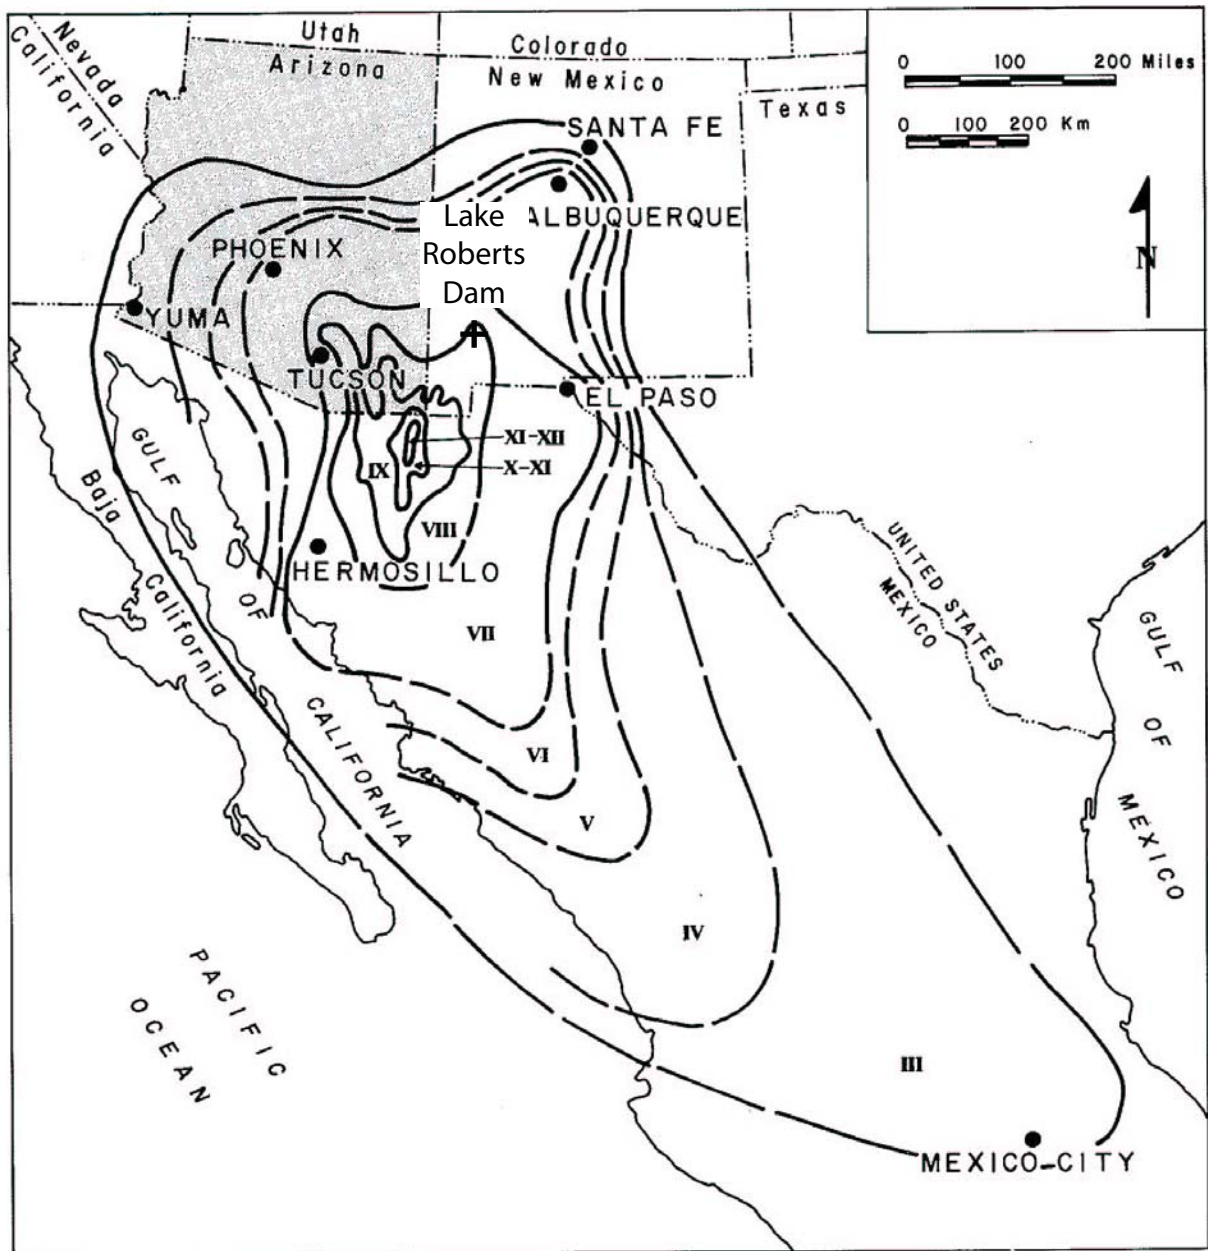 Nevada
California
Utah
Arizona
Colorado
New Mexico
Texas
0 100 200 Miles
0 100 200 Km
N
SANTA FE
ALBUQUERQUE
Lake
Roberts
Dam
PHOENIX
YUMA
TUCSON
EL PASO
XI-XII
X-XI
IX
VIII
HERMOSILLO
VII
VI
V
IV
III
GULF
OF
CALIFORNIA
Baja
California
UNITED STATES
MEXICO
GULF
OF
MÉXICO
PACIFIC
OCEAN
MEXICO-CITY